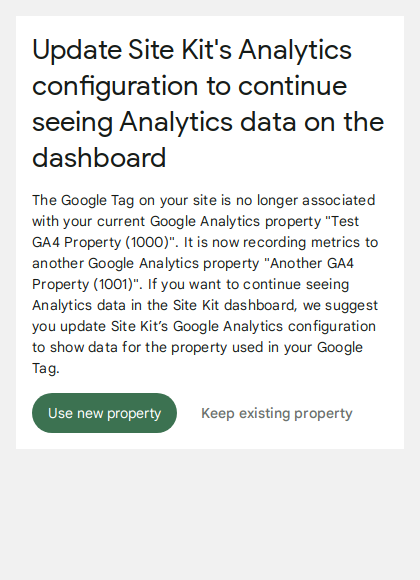 Update Site Kit's Analytics
configuration to continue
seeing Analytics data on the
dashboard
The Google Tag on your site is no longer associated
with your current Google Analytics property "Test
GA4 Property (1000)". It is now recording metrics to
another Google Analytics property "Another GA4
Property (1001)". If you want to continue seeing
Analytics data in the Site Kit dashboard, we suggest
you update Site Kit’s Google Analytics configuration
to show data for the property used in your Google
Tag.
Use new property Keep existing property